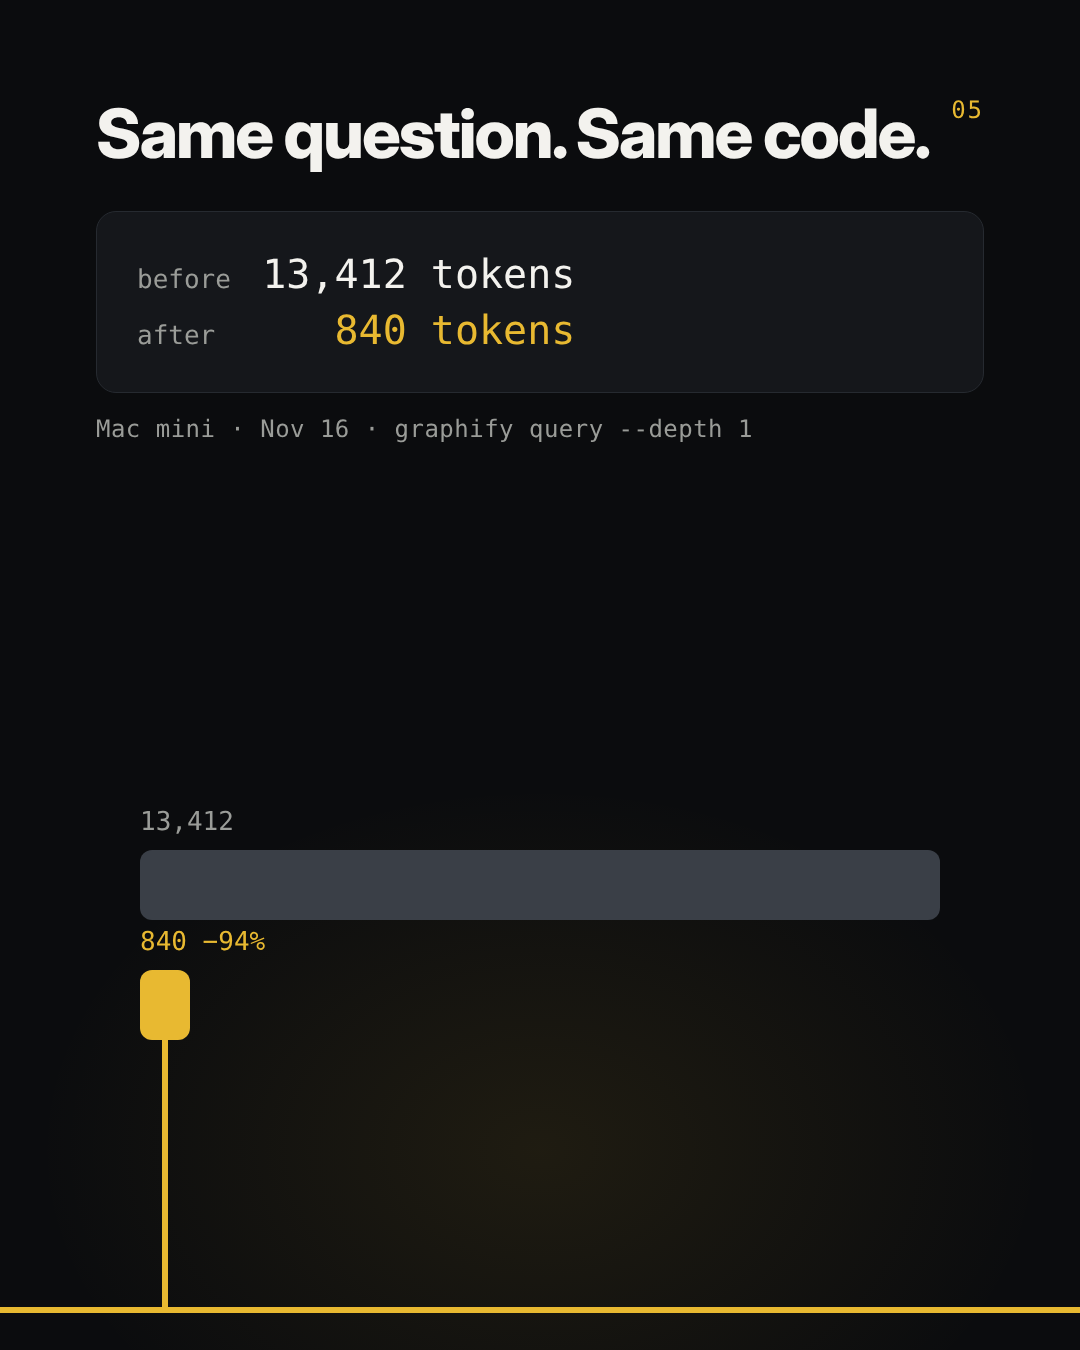 Same question. Same code.
05
before 13,412 tokens
after 840 tokens
Mac mini · Nov 16 · graphify query --depth 1
13,412
840 −94%